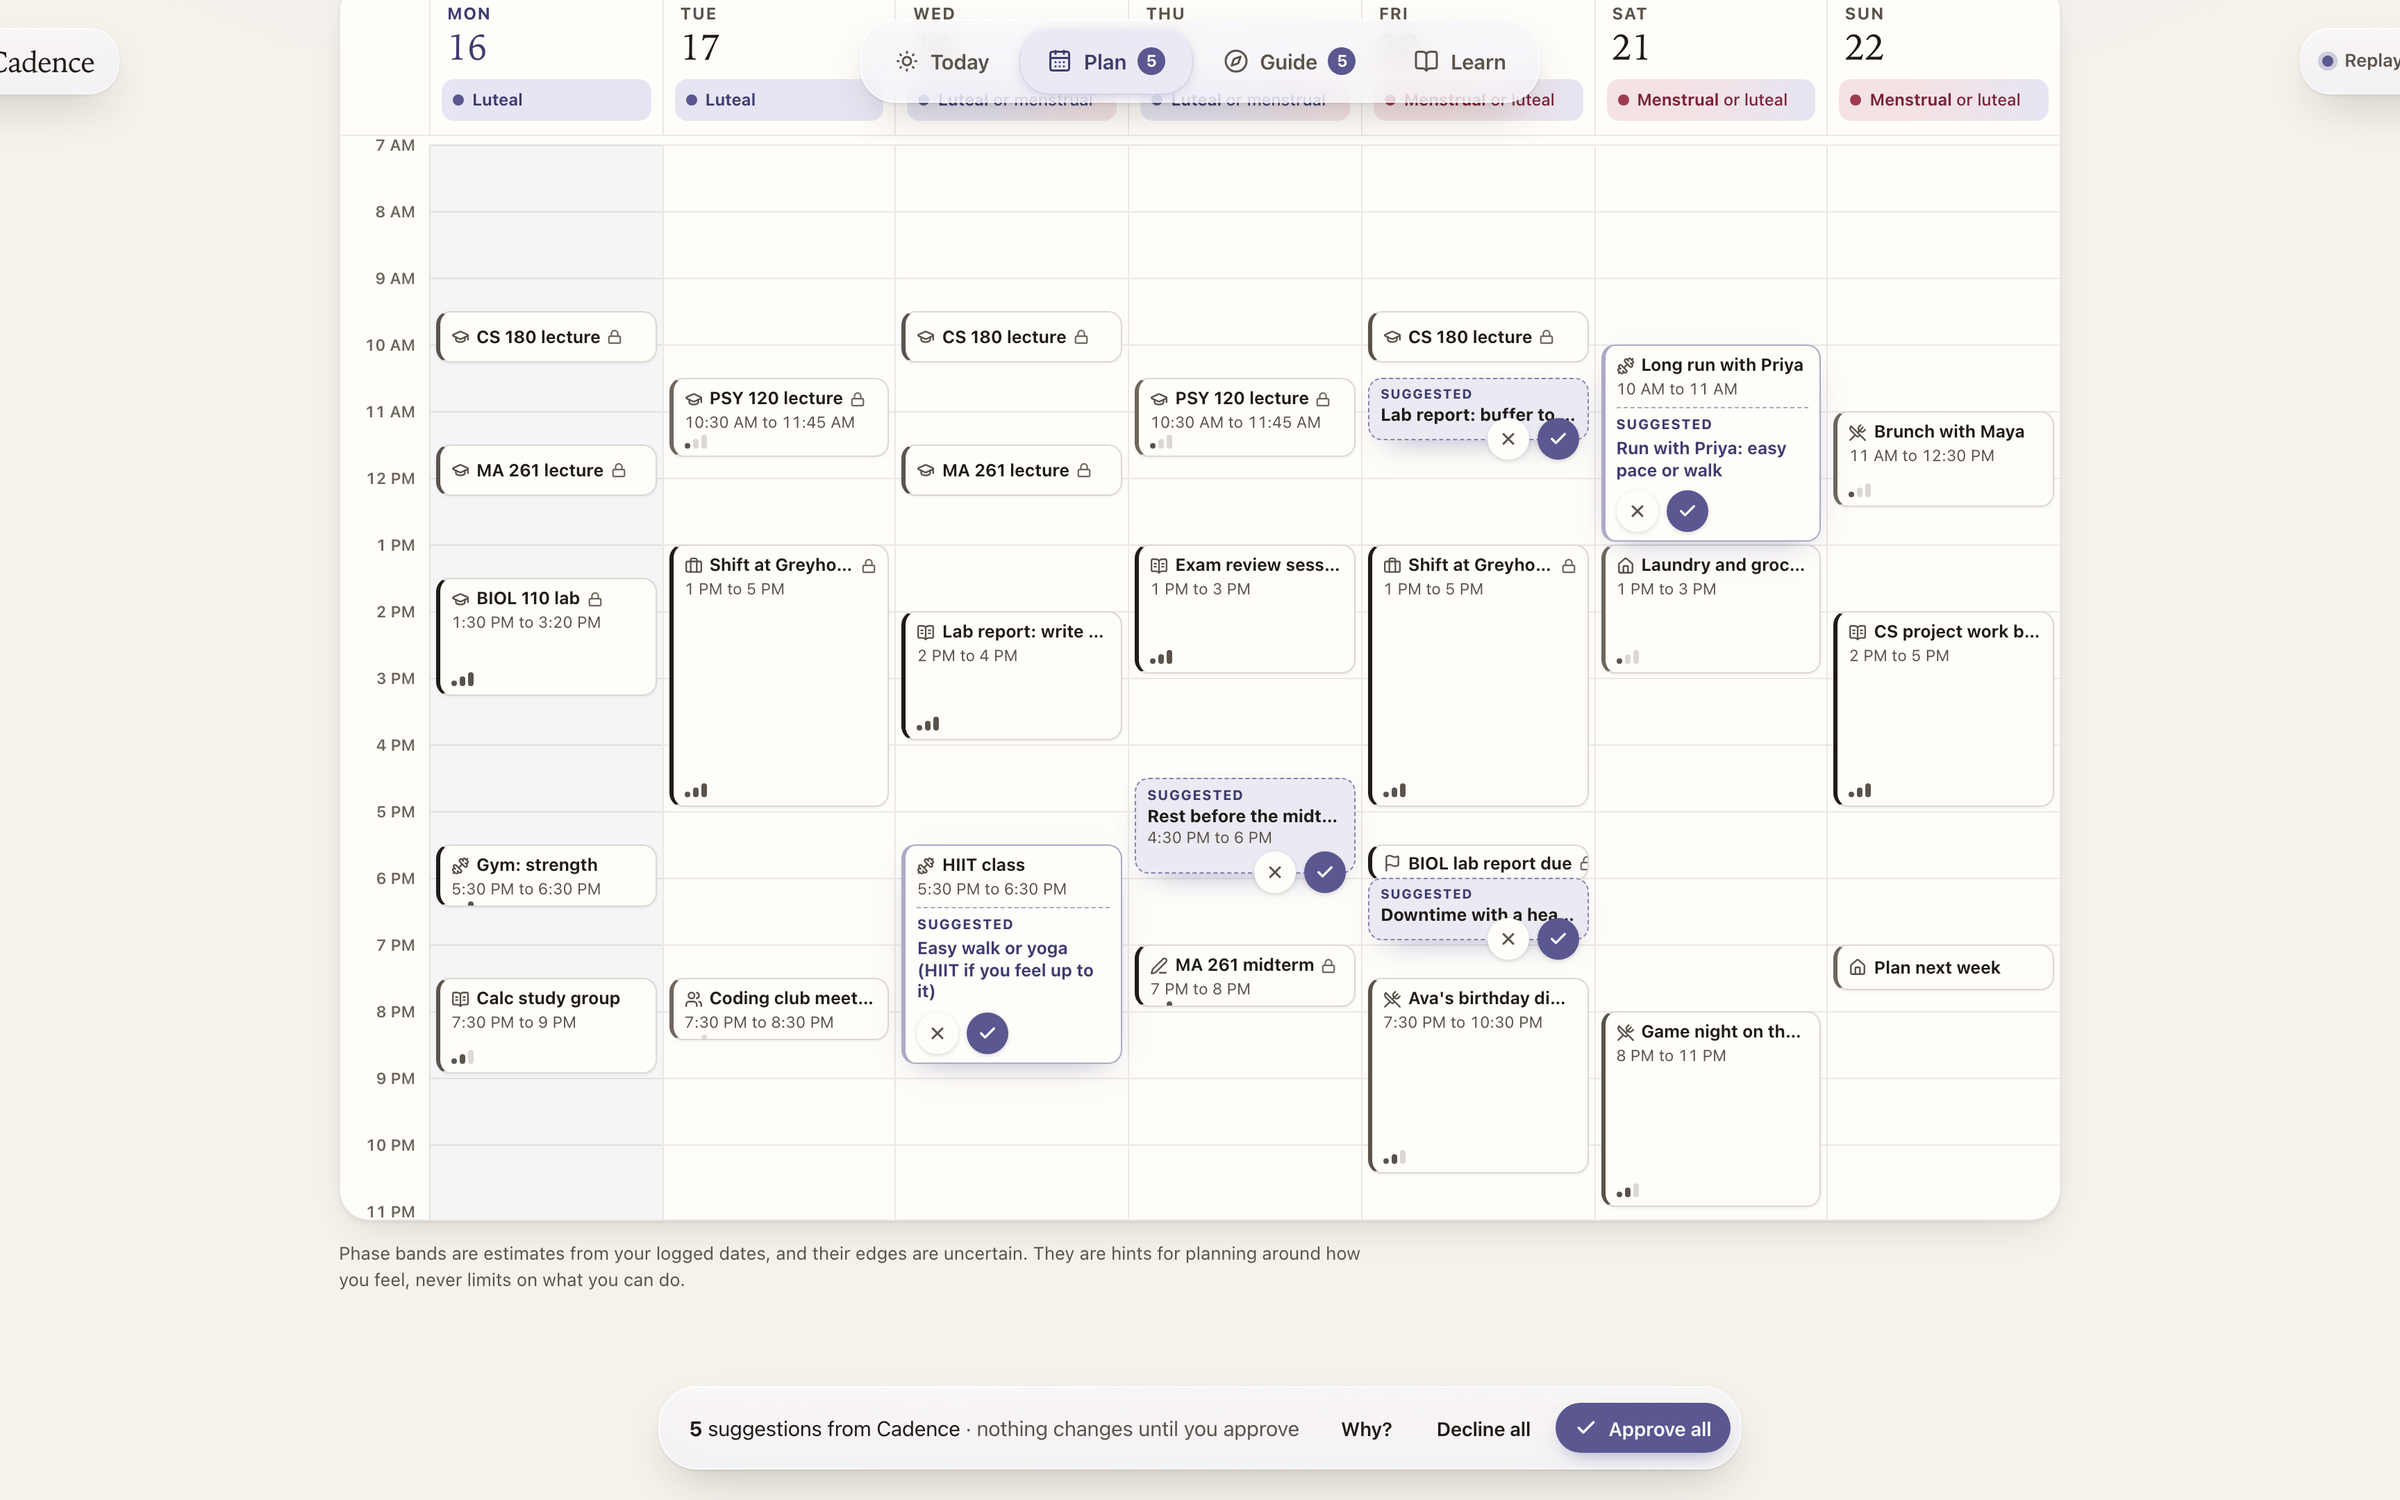 MON
TUE
WED
THU
FRI
SAT
SUN
16
17
21
22
Cadence
Today
Plan 5
Guide 5
Learn
Replay
Luteal
Luteal
Luteal or menstrual
Luteal or menstrual
Menstrual or luteal
Menstrual or luteal
Menstrual or luteal
7 AM
8 AM
9 AM
10 AM
11 AM
12 PM
1 PM
2 PM
3 PM
4 PM
5 PM
6 PM
7 PM
8 PM
9 PM
10 PM
11 PM
CS 180 lecture
MA 261 lecture
BIOL 110 lab
1:30 PM to 3:20 PM
Gym: strength
5:30 PM to 6:30 PM
Calc study group
7:30 PM to 9 PM
PSY 120 lecture
10:30 AM to 11:45 AM
Shift at Greyho...
1 PM to 5 PM
Coding club meet...
7:30 PM to 8:30 PM
CS 180 lecture
MA 261 lecture
Lab report: write ...
2 PM to 4 PM
HIIT class
5:30 PM to 6:30 PM
SUGGESTED
Easy walk or yoga
(HIIT if you feel up to
it)
PSY 120 lecture
10:30 AM to 11:45 AM
Exam review sess...
1 PM to 3 PM
SUGGESTED
Rest before the midt...
4:30 PM to 6 PM
MA 261 midterm
7 PM to 8 PM
CS 180 lecture
SUGGESTED
Lab report: buffer to ...
Shift at Greyho...
1 PM to 5 PM
BIOL lab report due
SUGGESTED
Downtime with a hea...
Ava's birthday di...
7:30 PM to 10:30 PM
Long run with Priya
10 AM to 11 AM
SUGGESTED
Run with Priya: easy
pace or walk
Laundry and groc...
1 PM to 3 PM
Game night on th...
8 PM to 11 PM
Brunch with Maya
11 AM to 12:30 PM
CS project work b...
2 PM to 5 PM
Plan next week
Phase bands are estimates from your logged dates, and their edges are uncertain. They are hints for planning around how
you feel, never limits on what you can do.
5 suggestions from Cadence · nothing changes until you approve
Why?
Decline all
Approve all